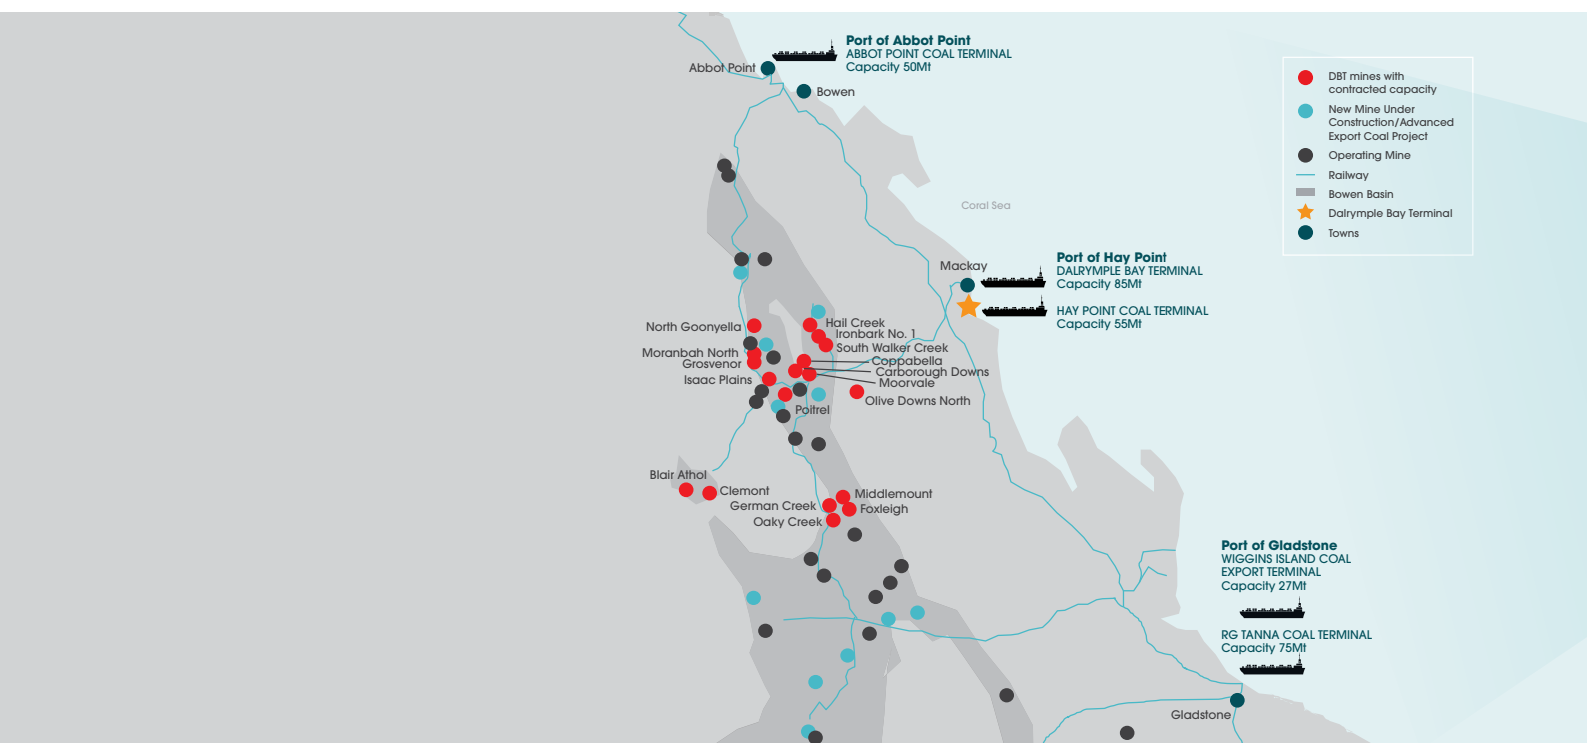 Port of Abbot Point
ABBOT POINT COAL TERMINAL
Capacity 50Mt
Abbot Point
Bowen
DBT mines with
contracted capacity
New Mine Under
Construction/Advanced
Export Coal Project
Operating Mine
Railway
Bowen Basin
Dalrymple Bay Terminal
Towns
Coral Sea
Mackay
Port of Hay Point
DALRYMPLE BAY TERMINAL
Capacity 85Mt
HAY POINT COAL TERMINAL
Capacity 55Mt
North Goonyella
Hail Creek
Ironbark No. 1
South Walker Creek
Moranbah North
Grosvenor
Coppabella
Carborough Downs
Isaac Plains
Moorvale
Olive Downs North
Poitrel
Blair Athol
Clemont
Middlemount
German Creek
Foxleigh
Oaky Creek
Port of Gladstone
WIGGINS ISLAND COAL
EXPORT TERMINAL
Capacity 27Mt
RG TANNA COAL TERMINAL
Capacity 75Mt
Gladstone